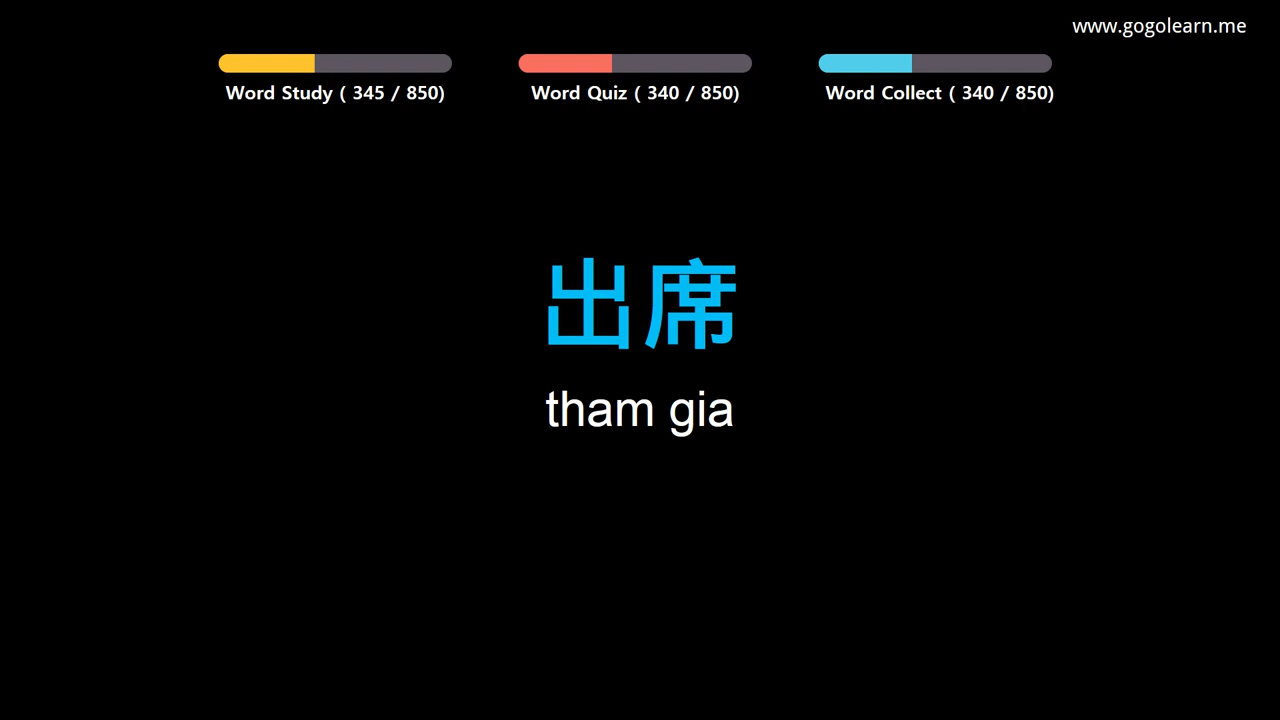 www.gogolearn.me
Word Study ( 345 / 850)
Word Quiz ( 340 / 850)
Word Collect ( 340 / 850)
出席
tham gia